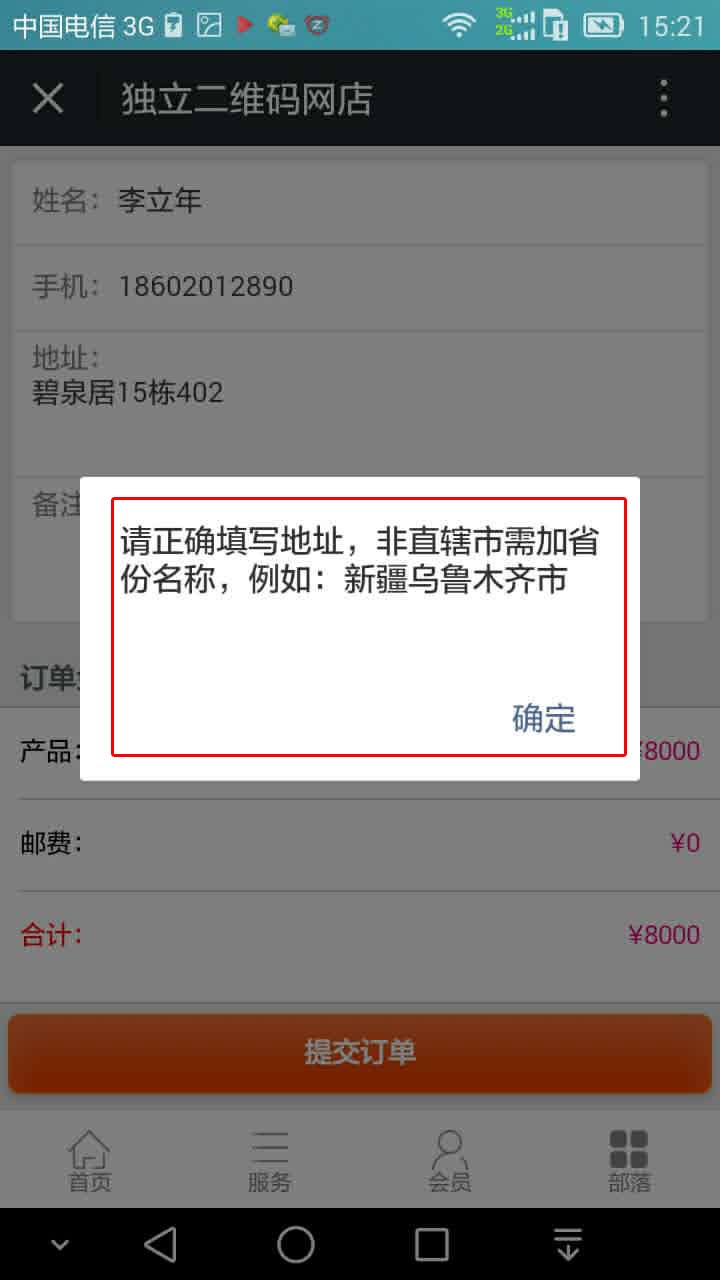 中国电信 3G 3G 2G 15:21
独立二维码网店
姓名： 李立年
手机： 18602012890
地址：
碧泉居15栋402
备注
请正确填写地址，非直辖市需加省
份名称，例如：新疆乌鲁木齐市
确定
订单
产品: ¥8000
邮费: ¥0
合计: ¥8000
提交订单
首页 服务 会员 部落